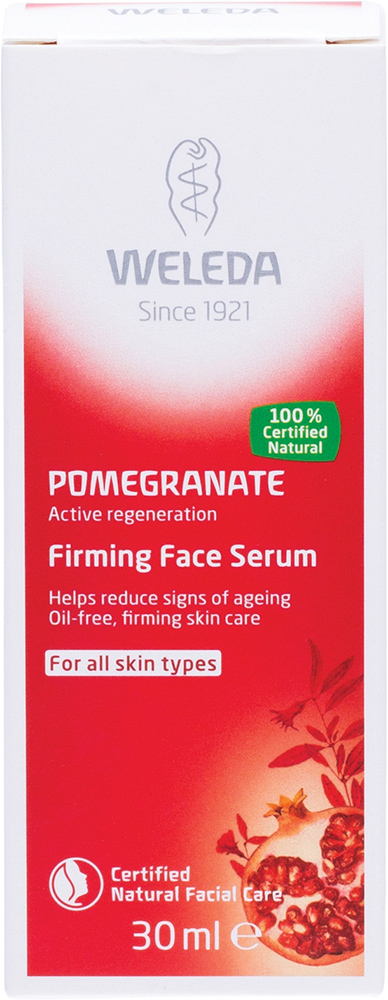 WELEDA
WELEDA
Since 1921
100%
Certified
Natural
POMEGRANATE
Active regeneration
Firming Face Serum
Helps reduce signs of ageing
Oil-free, firming skin care
For all skin types
Certified
Natural Facial Care
30 ml ℮